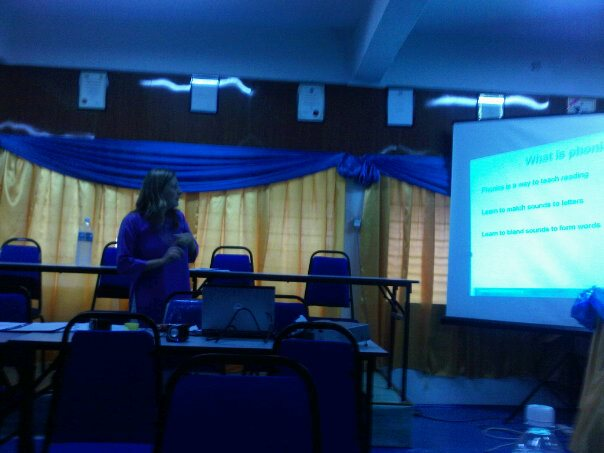 What is phoni
Phonics is a way to teach reading
Learn to match sounds to letters
Learn to blend sounds to form words